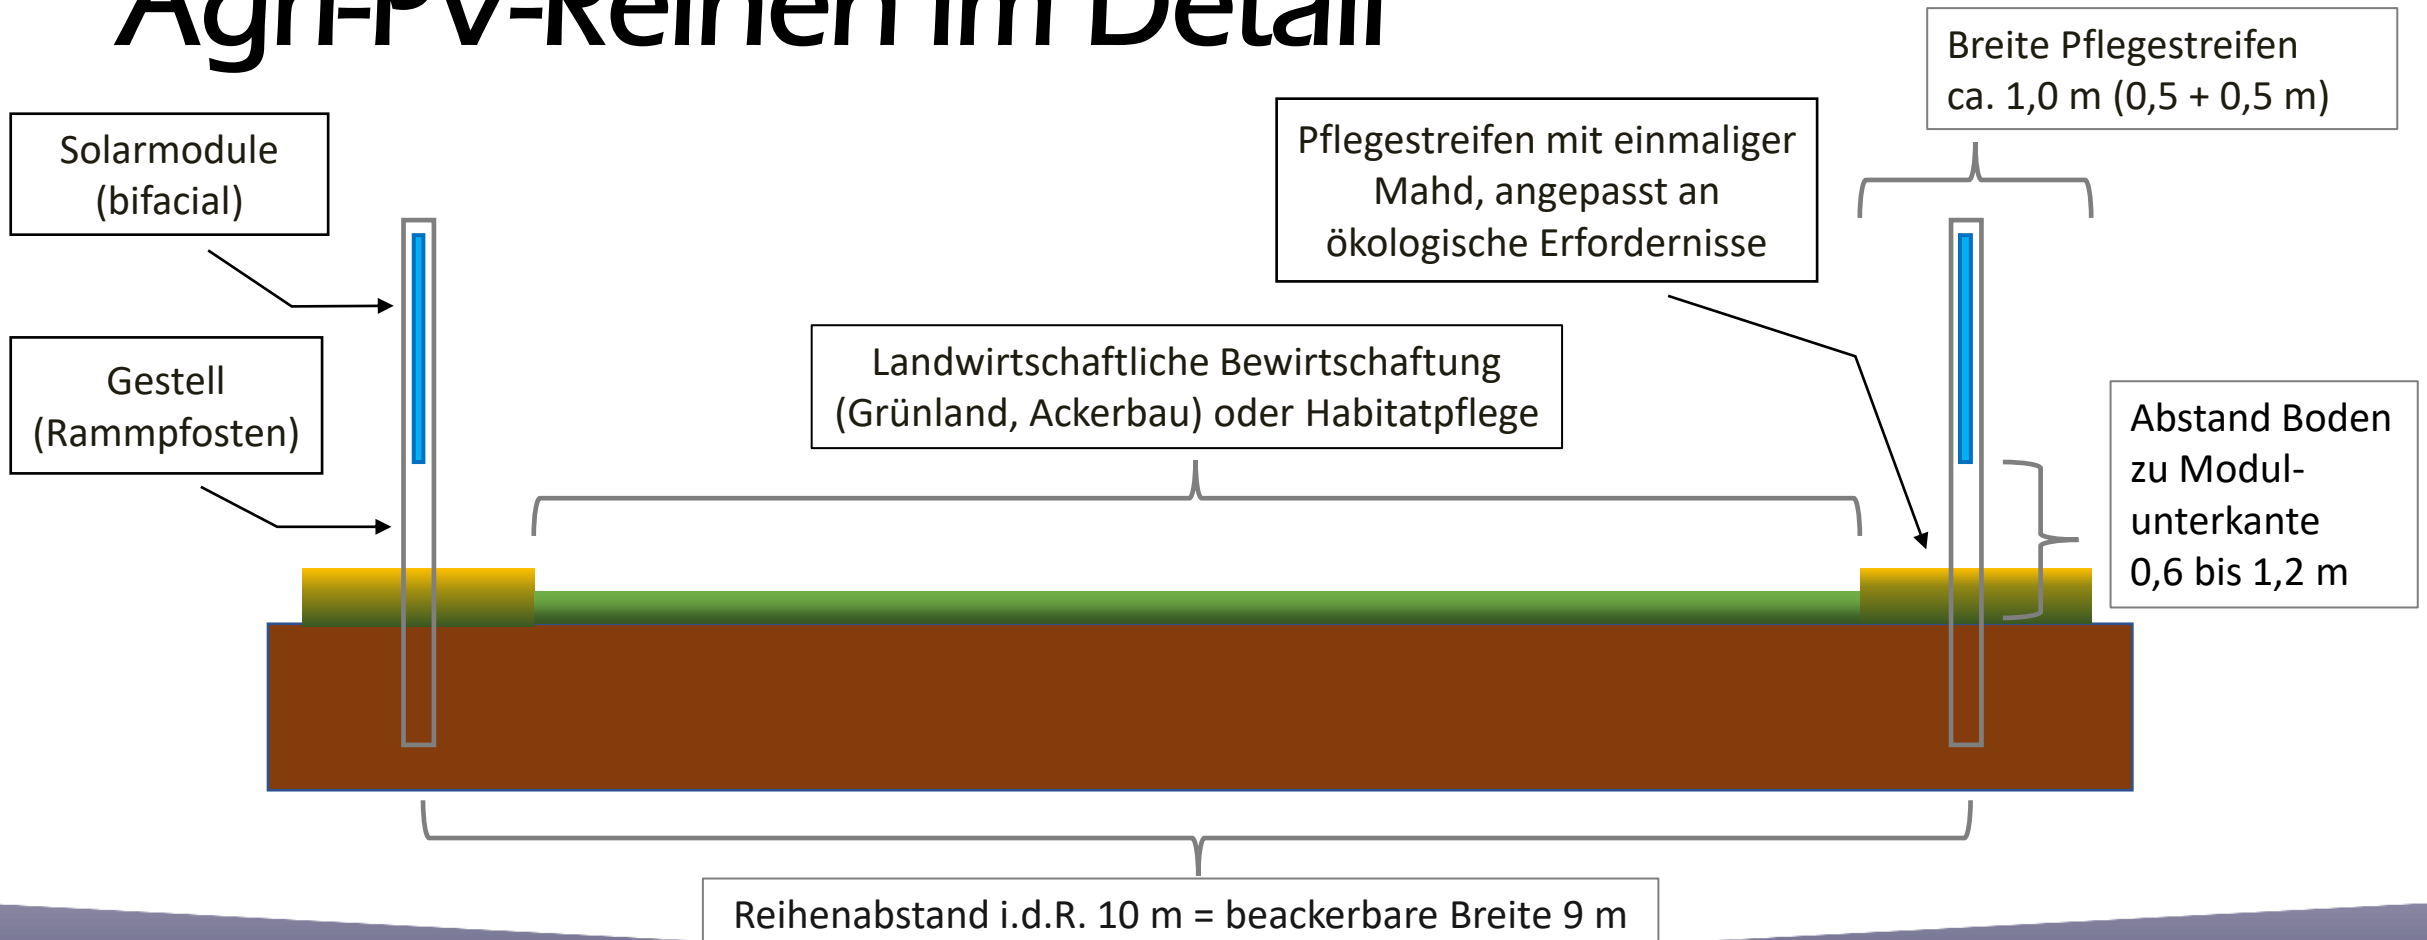 Agri-PV-Reihen im Detail
Breite Pflegestreifen
ca. 1,0 m (0,5 + 0,5 m)
Solarmodule
(bifacial)
Pflegestreifen mit einmaliger
Mahd, angepasst an
ökologische Erfordernisse
Gestell
(Rammpfosten)
Landwirtschaftliche Bewirtschaftung
(Grünland, Ackerbau) oder Habitatpflege
Abstand Boden
zu Modul-
unterkante
0,6 bis 1,2 m
Reihenabstand i.d.R. 10 m = beackerbare Breite 9 m